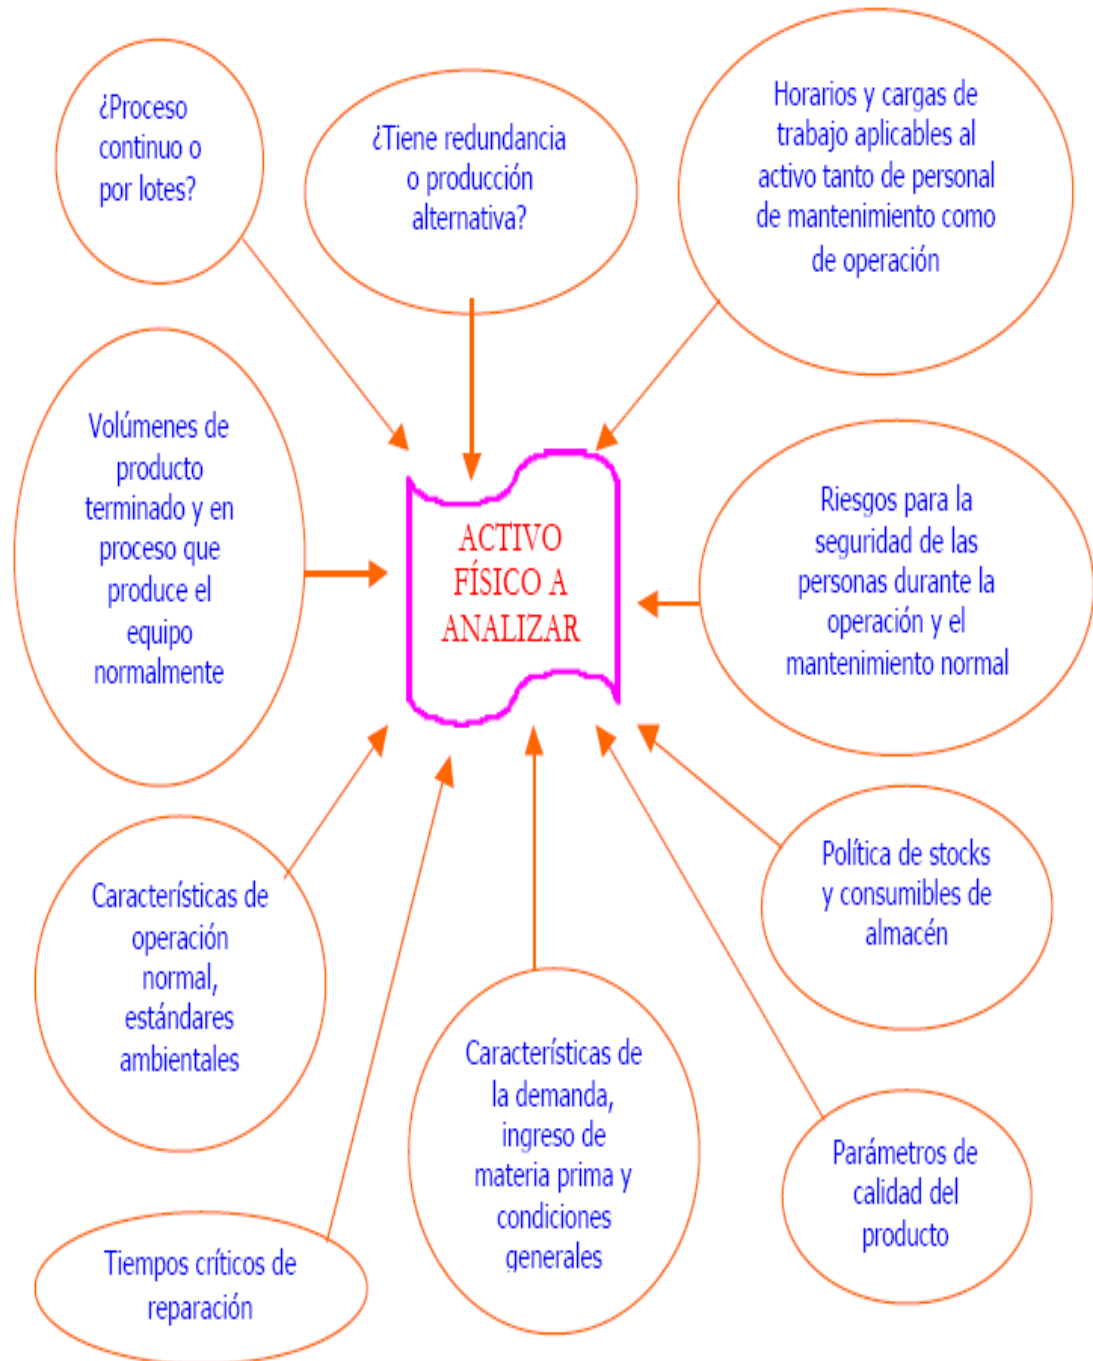 ¿Proceso
continuo o
por lotes?
¿Tiene redundancia
o producción
alternativa?
Horarios y cargas de
trabajo aplicables al
activo tanto de personal
de mantenimiento como
de operación
Volúmenes de
producto
terminado y en
proceso que
produce el
equipo
normalmente
ACTIVO
FÍSICO A
ANALIZAR
Riesgos para la
seguridad de las
personas durante la
operación y el
mantenimiento normal
Características de
operación
normal,
estándares
ambientales
Política de stocks
y consumibles de
almacén
Características de
la demanda,
ingreso de
materia prima y
condiciones
generales
Parámetros de
calidad del
producto
Tiempos críticos de
reparación